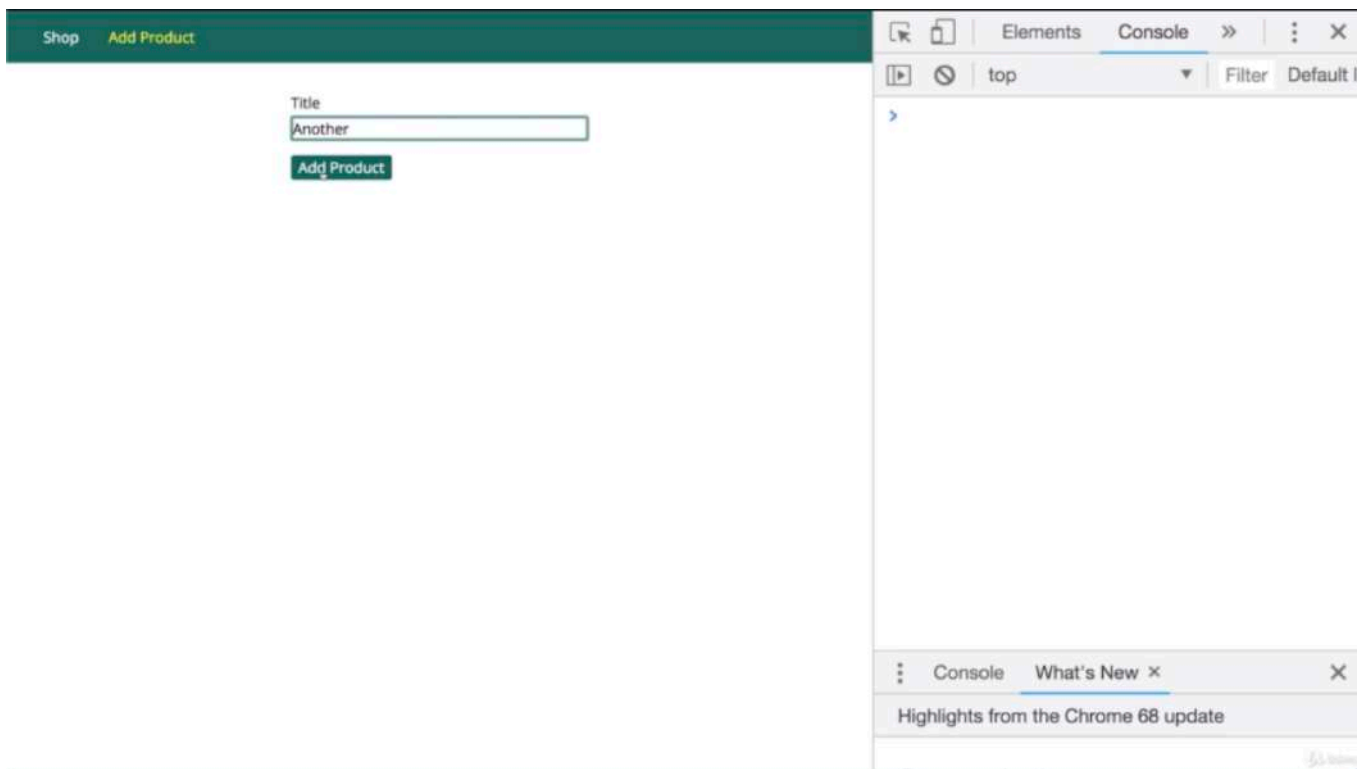 Shop Add Product
Title
Another
Add Product
Elements Console »
top Filter Default
Console What's New ×
Highlights from the Chrome 68 update